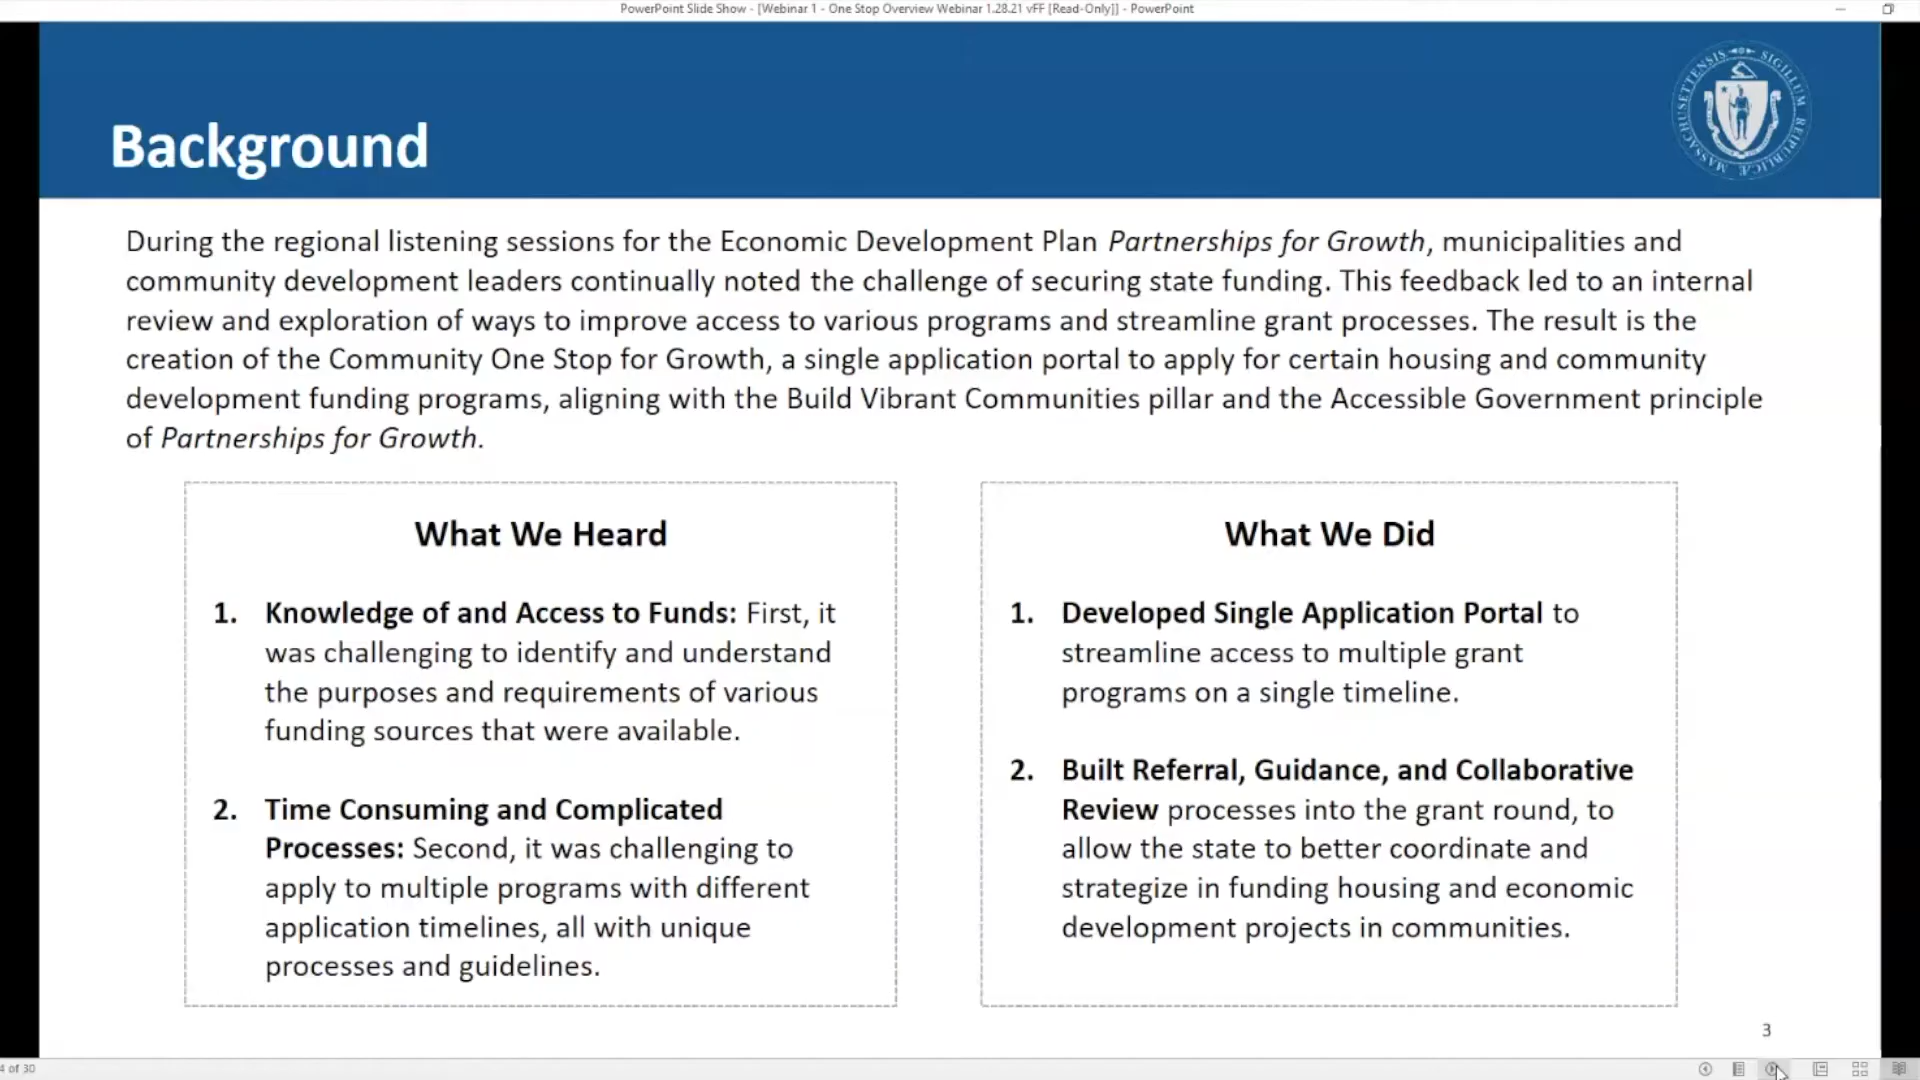 PowerPoint Slide Show - [Webinar 1 - One Stop Overview Webinar 1.28.21 vFF [Read-Only]] - PowerPoint
MASSACHUSETTENSIS SIGILLUM REIPUBLICÆ
Background
During the regional listening sessions for the Economic Development Plan Partnerships for Growth, municipalities and
community development leaders continually noted the challenge of securing state funding. This feedback led to an internal
review and exploration of ways to improve access to various programs and streamline grant processes. The result is the
creation of the Community One Stop for Growth, a single application portal to apply for certain housing and community
development funding programs, aligning with the Build Vibrant Communities pillar and the Accessible Government principle
of Partnerships for Growth.
What We Heard
1. Knowledge of and Access to Funds: First, it
was challenging to identify and understand
the purposes and requirements of various
funding sources that were available.
2. Time Consuming and Complicated
Processes: Second, it was challenging to
apply to multiple programs with different
application timelines, all with unique
processes and guidelines.
What We Did
1. Developed Single Application Portal to
streamline access to multiple grant
programs on a single timeline.
2. Built Referral, Guidance, and Collaborative
Review processes into the grant round, to
allow the state to better coordinate and
strategize in funding housing and economic
development projects in communities.
3
4 of 30